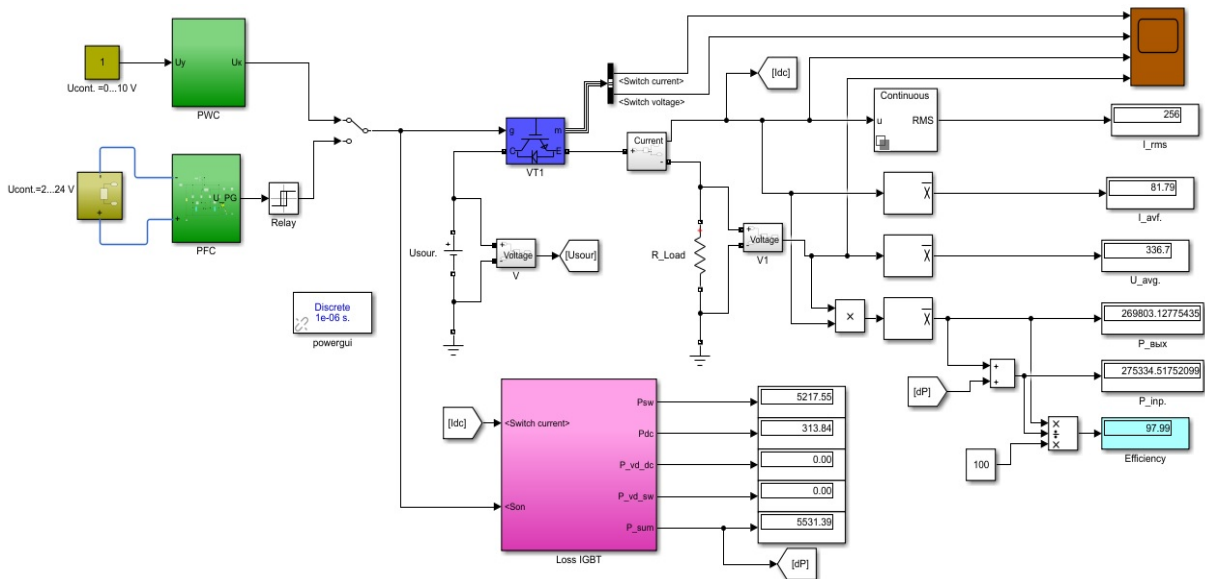 1
Ucont. =0...10 V
Uy
Uк
PWC
Ucont.=2...24 V
-
+
U_PG
PFC
Relay
Discrete
1e-06 s.
powergui
g
m
C
E
VT1
<Switch current>
<Switch voltage>
Usour.
+
-
Voltage
V
[Usour]
+
Current
-
[Idc]
R_Load
+
-
Voltage
V1
Continuous
u
RMS
256
I_rms
x
81.79
I_avf.
x
336.7
U_avg.
×
x
269803.12775435
P_вых
[dP]
+
+
275334.51752099
P_inp.
100
×
÷
×
97.99
Efficiency
[Idc]
<Switch current>
<Son
Psw
Pdc
P_vd_dc
P_vd_sw
P_sum
Loss IGBT
5217.55
313.84
0.00
0.00
5531.39
[dP]